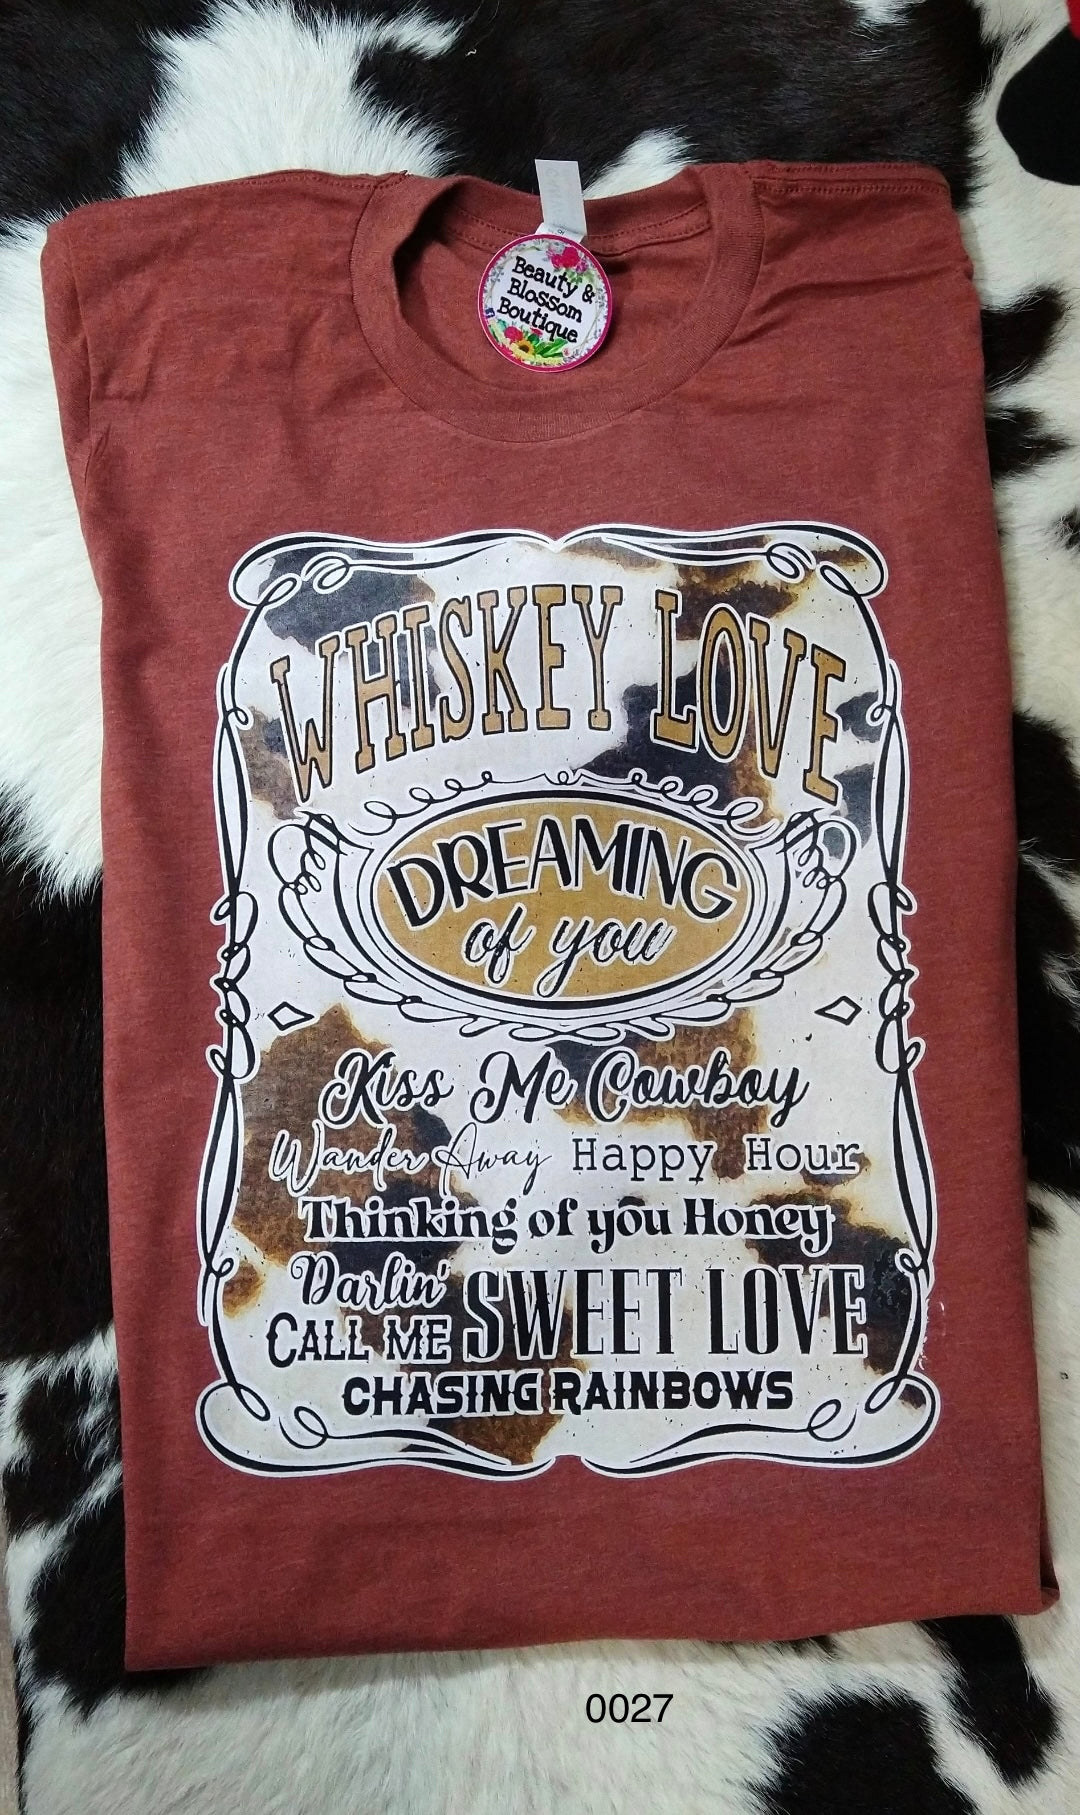 Beauty &
Blossom
Boutique
WHISKEY LOVE
DREAMING
of you
Kiss Me Cowboy
Wander Away Happy Hour
Thinking of you Honey
Darlin'
CALL ME SWEET LOVE
CHASING RAINBOWS
0027